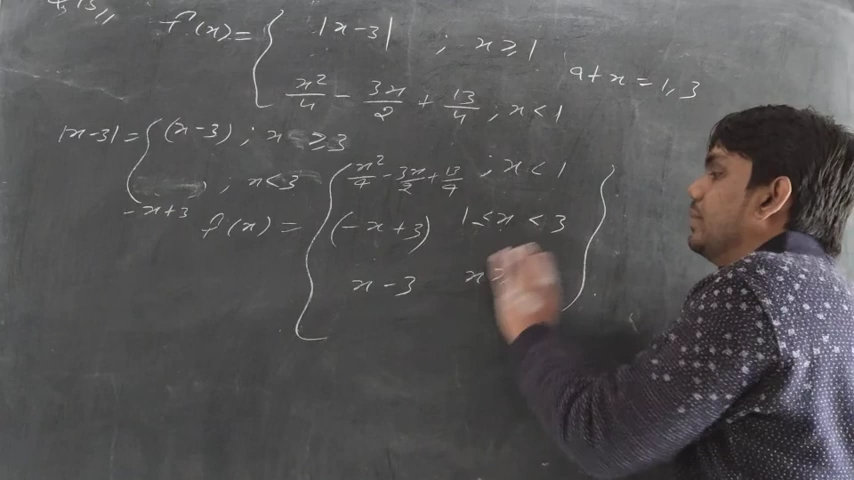 f(x) = { |x-3| ; x ≥ 1
x²/4 - 3x/2 + 13/4 , x < 1
at x = 1, 3
|x-3| = { (x-3) ; x ≥ 3
-x+3 ; x < 3
f(x) = { x²/4 - 3x/2 + 13/4 ; x < 1
(-x+3) 1 ≤ x < 3
x-3 x ≥ }